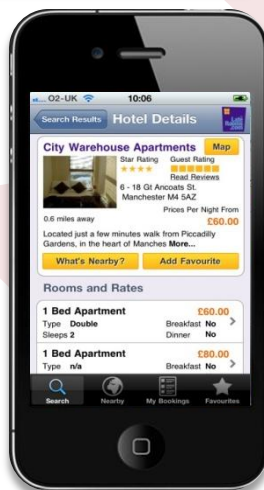 O2-UK 10:06
Search Results Hotel Details
City Warehouse Apartments Map
Star Rating Guest Rating
Read Reviews
6 - 18 Gt Ancoats St.
Manchester M4 5AZ
Prices Per Night From
0.6 miles away £60.00
Located just a few minutes walk from Piccadilly
Gardens, in the heart of Manches More...
What's Nearby? Add Favourite
Rooms and Rates
1 Bed Apartment £60.00
Type Double Breakfast No
Sleeps 2 Dinner No
1 Bed Apartment £80.00
Type n/a Breakfast No
Search Nearby My Bookings Favourites